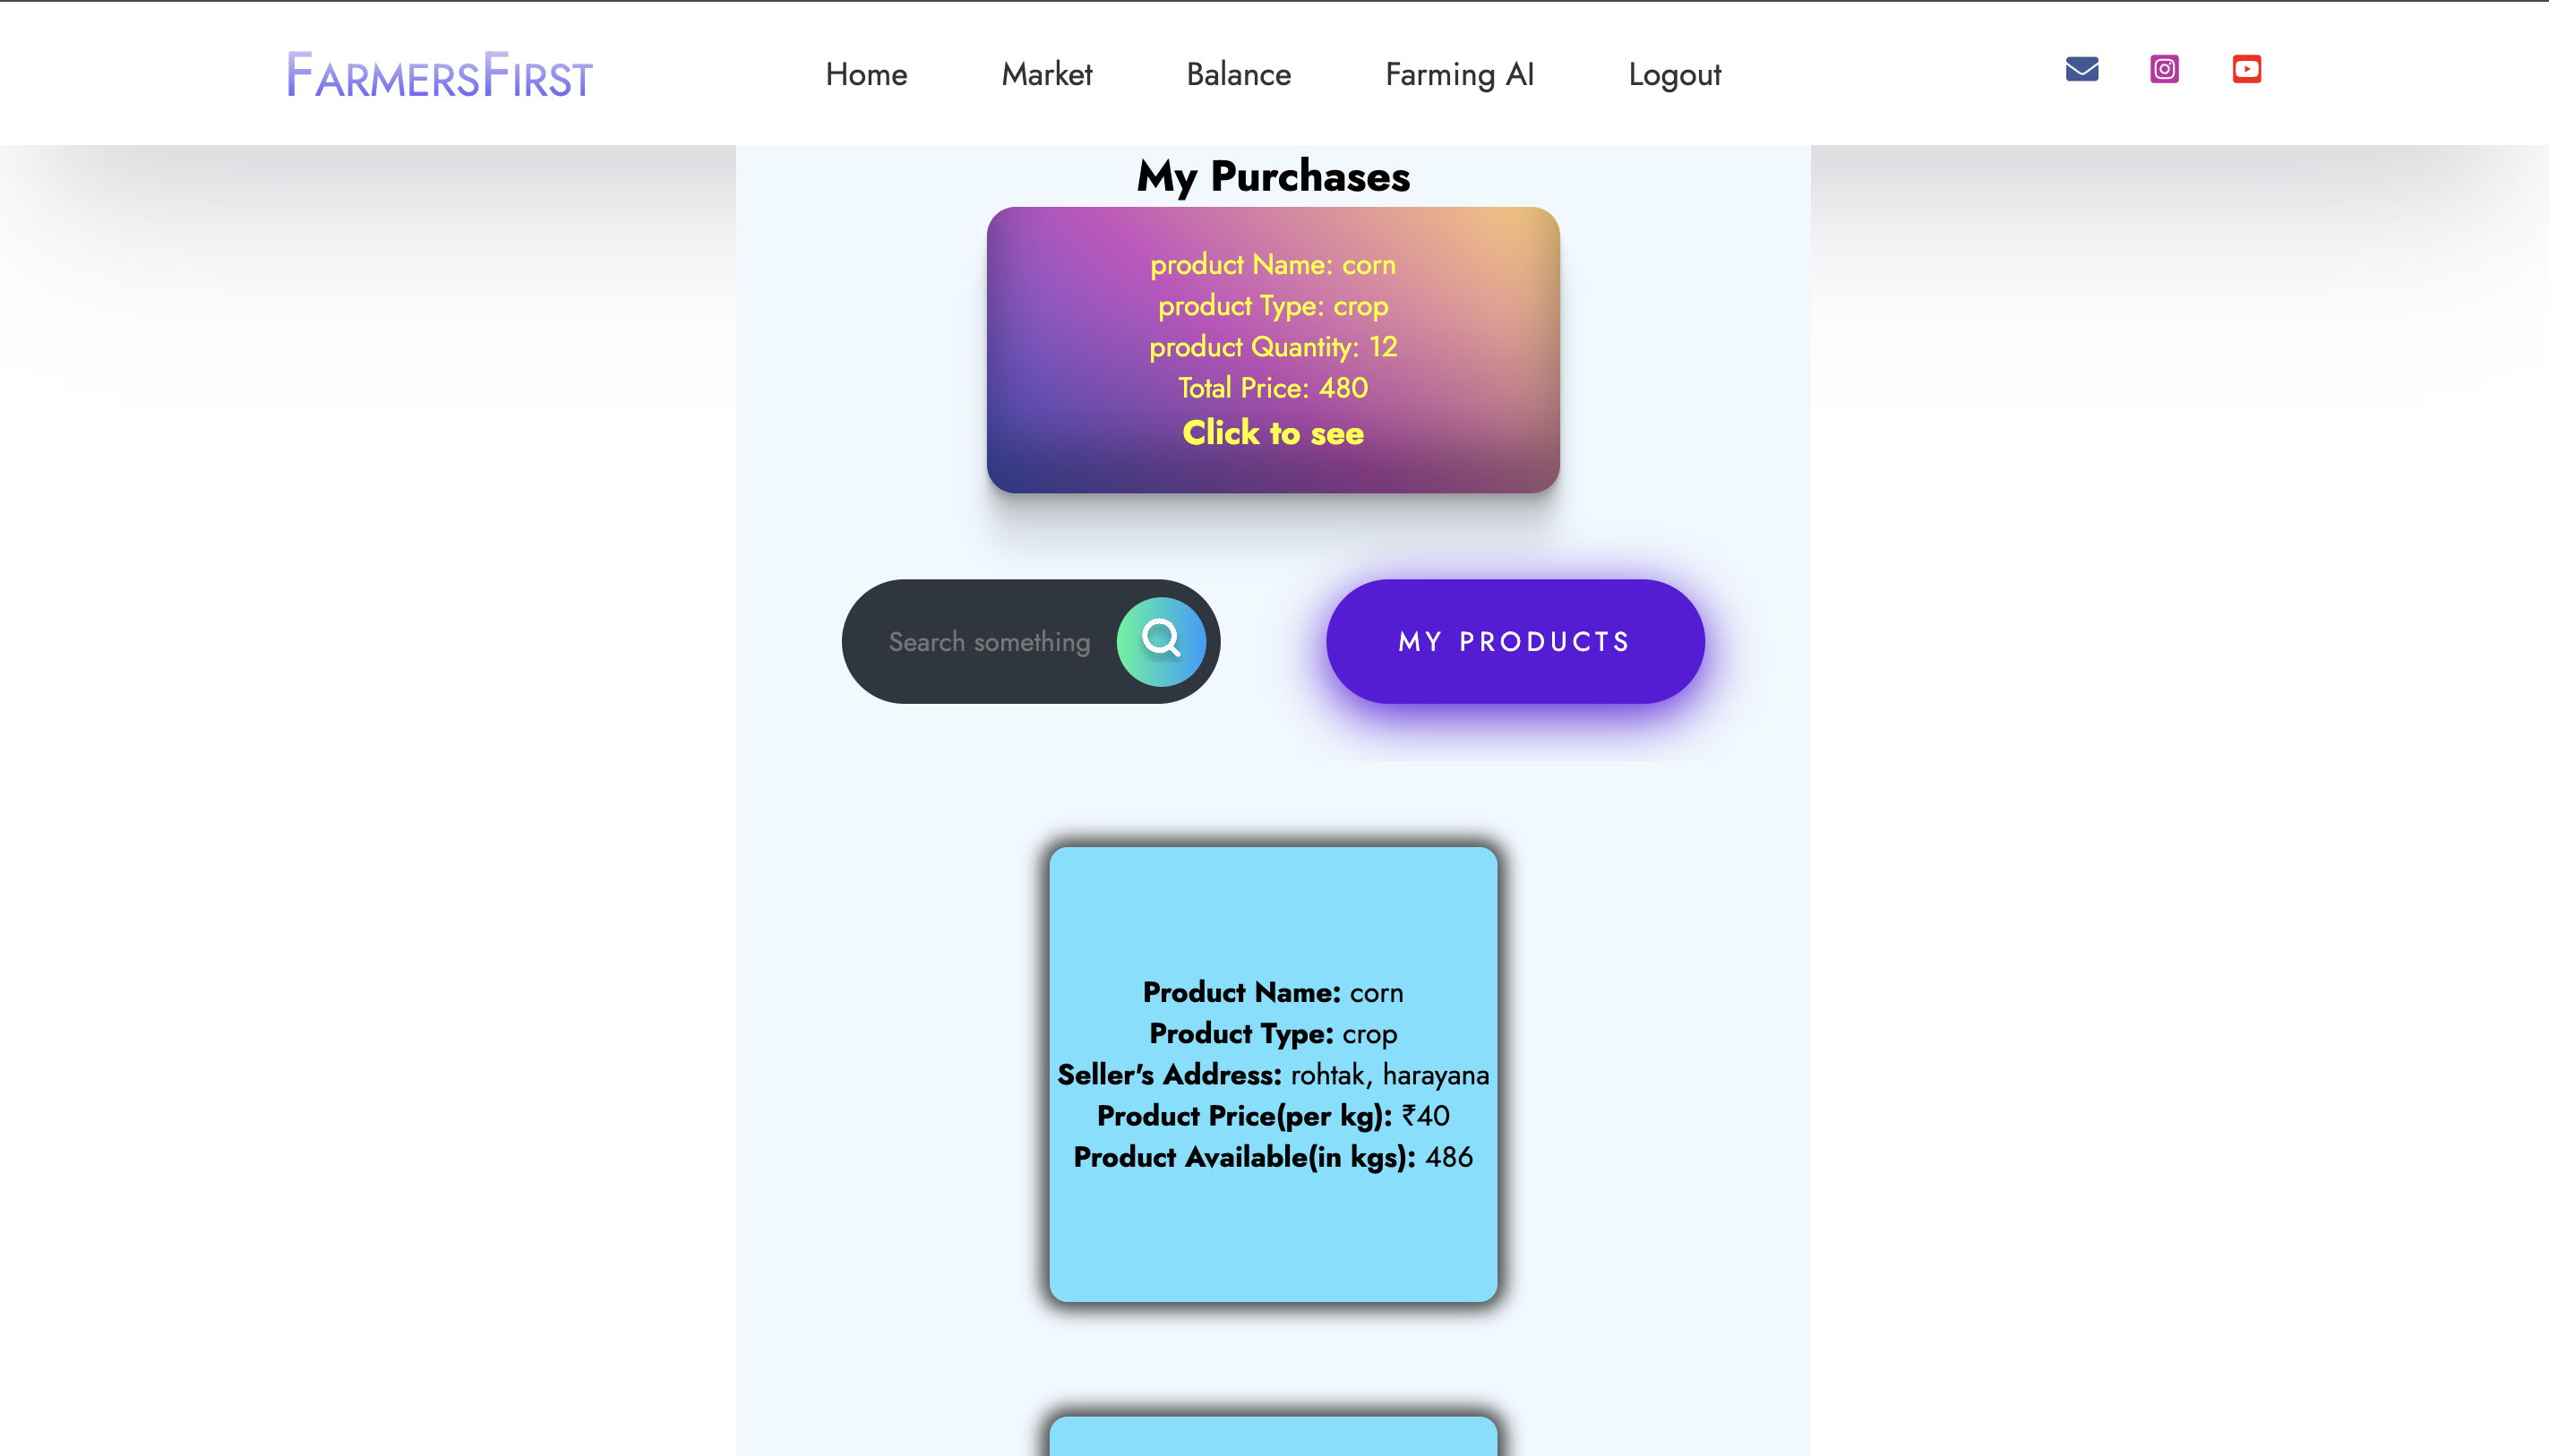 FARMERSFIRST
Home Market Balance Farming AI Logout
My Purchases
product Name: corn
product Type: crop
product Quantity: 12
Total Price: 480
Click to see
Search something
MY PRODUCTS
Product Name: corn
Product Type: crop
Seller's Address: rohtak, harayana
Product Price(per kg): ₹40
Product Available(in kgs): 486